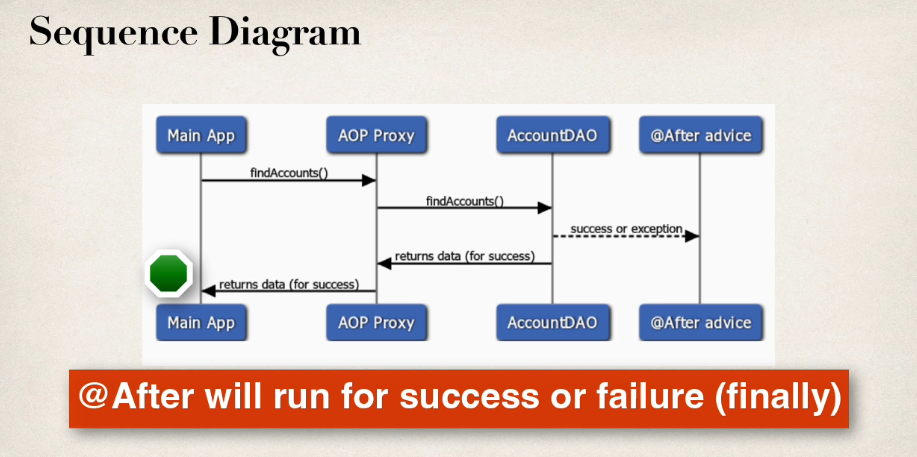 Sequence Diagram
Main App
AOP Proxy
AccountDAO
@After advice
findAccounts()
findAccounts()
success or exception
returns data (for success)
returns data (for success)
Main App
AOP Proxy
AccountDAO
@After advice
@After will run for success or failure (finally)